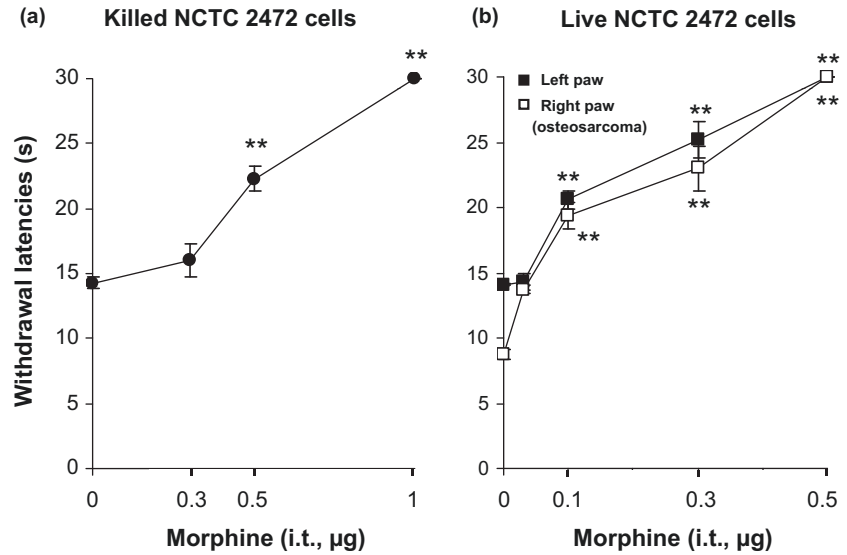 (a) Killed NCTC 2472 cells
**
30
25
**
20
15
10
5
0
Withdrawal latencies (s)
0 0.3 0.5 1
Morphine (i.t., µg)
(b) Live NCTC 2472 cells
**
30
Left paw
**
Right paw
(osteosarcoma)
**
25
**
20
**
**
15
10
5
0
0 0.1 0.3 0.5
Morphine (i.t., µg)